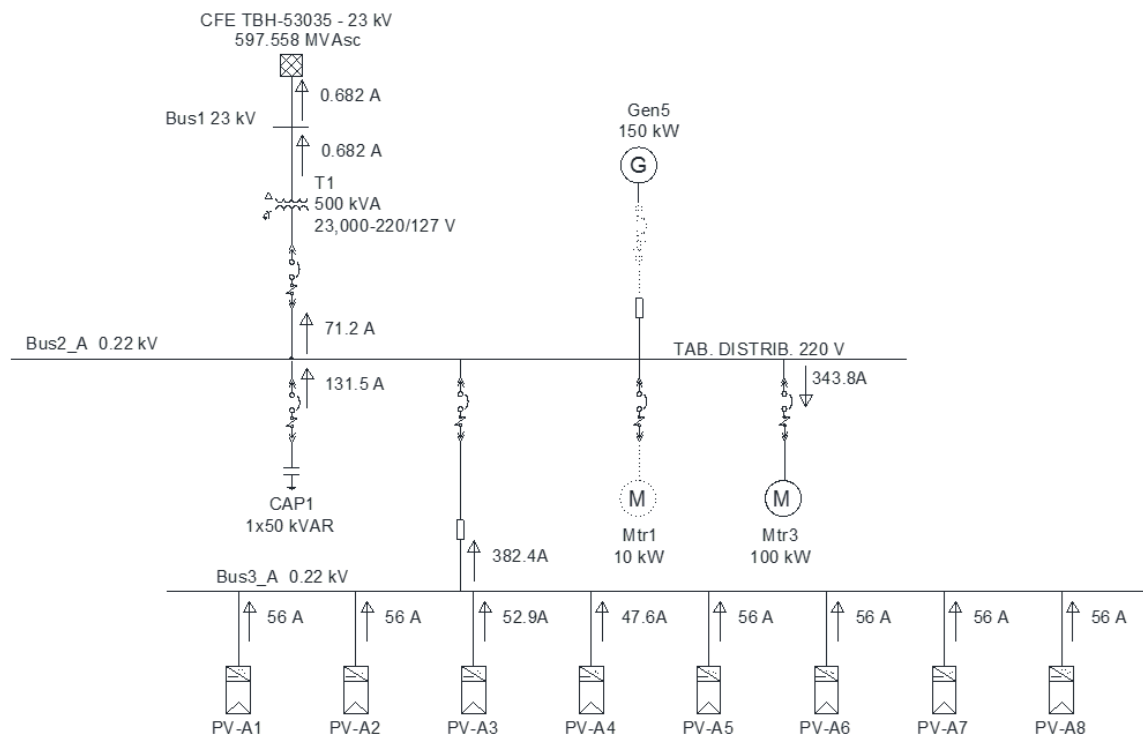 CFE TBH-53035 - 23 kV
597.558 MVAsc
0.682 A
Bus1 23 kV
0.682 A
T1
500 kVA
23,000-220/127 V
Gen5
150 kW
G
71.2 A
Bus2_A 0.22 kV
TAB. DISTRIB. 220 V
131.5 A
343.8A
CAP1
1x50 kVAR
M
Mtr1
10 kW
M
Mtr3
100 kW
382.4A
Bus3_A 0.22 kV
56 A
56 A
52.9A
47.6A
56 A
56 A
56 A
56 A
PV-A1
PV-A2
PV-A3
PV-A4
PV-A5
PV-A6
PV-A7
PV-A8